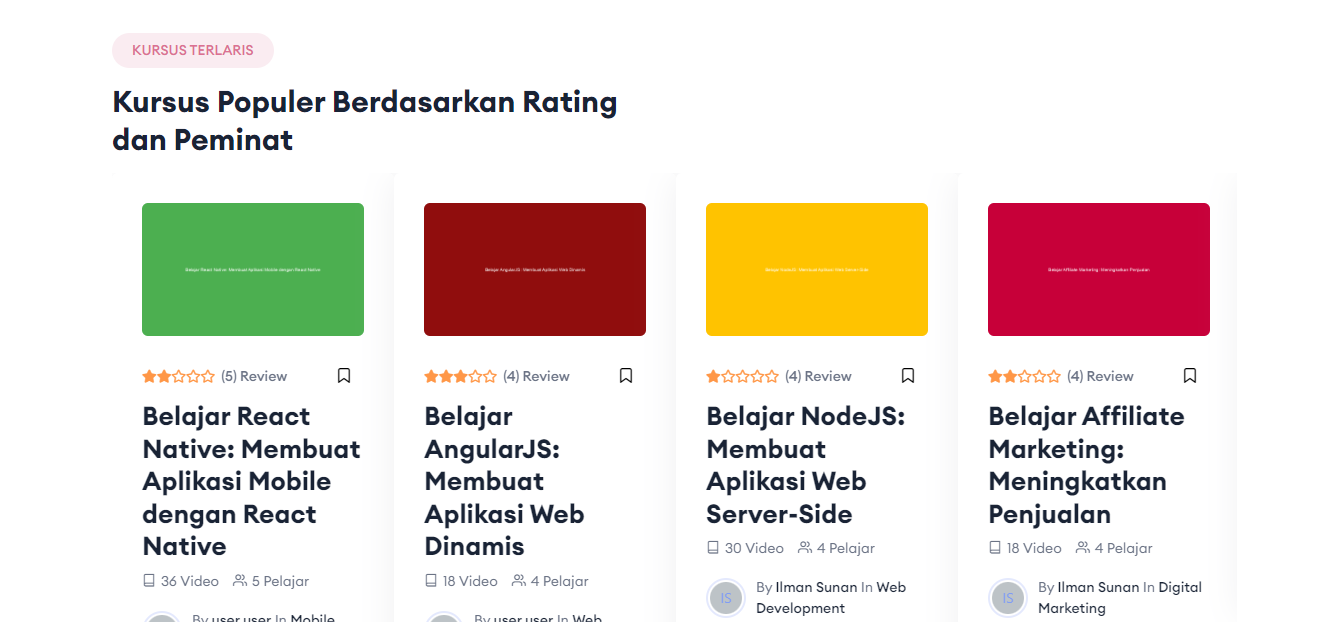 KURSUS TERLARIS
Kursus Populer Berdasarkan Rating
dan Peminat
Belajar React Native: Membuat Aplikasi Mobile dengan React Native
(5) Review
Belajar React
Native: Membuat
Aplikasi Mobile
dengan React
Native
36 Video 5 Pelajar
By user user In Mobile
Belajar AngularJS: Membuat Aplikasi Web Dinamis
(4) Review
Belajar
AngularJS:
Membuat
Aplikasi Web
Dinamis
18 Video 4 Pelajar
By user user In Web
Belajar NodeJS: Membuat Aplikasi Web Server-Side
(4) Review
Belajar NodeJS:
Membuat
Aplikasi Web
Server-Side
30 Video 4 Pelajar
IS
By Ilman Sunan In Web
Development
Belajar Affiliate Marketing: Meningkatkan Penjualan
(4) Review
Belajar Affiliate
Marketing:
Meningkatkan
Penjualan
18 Video 4 Pelajar
IS
By Ilman Sunan In Digital
Marketing